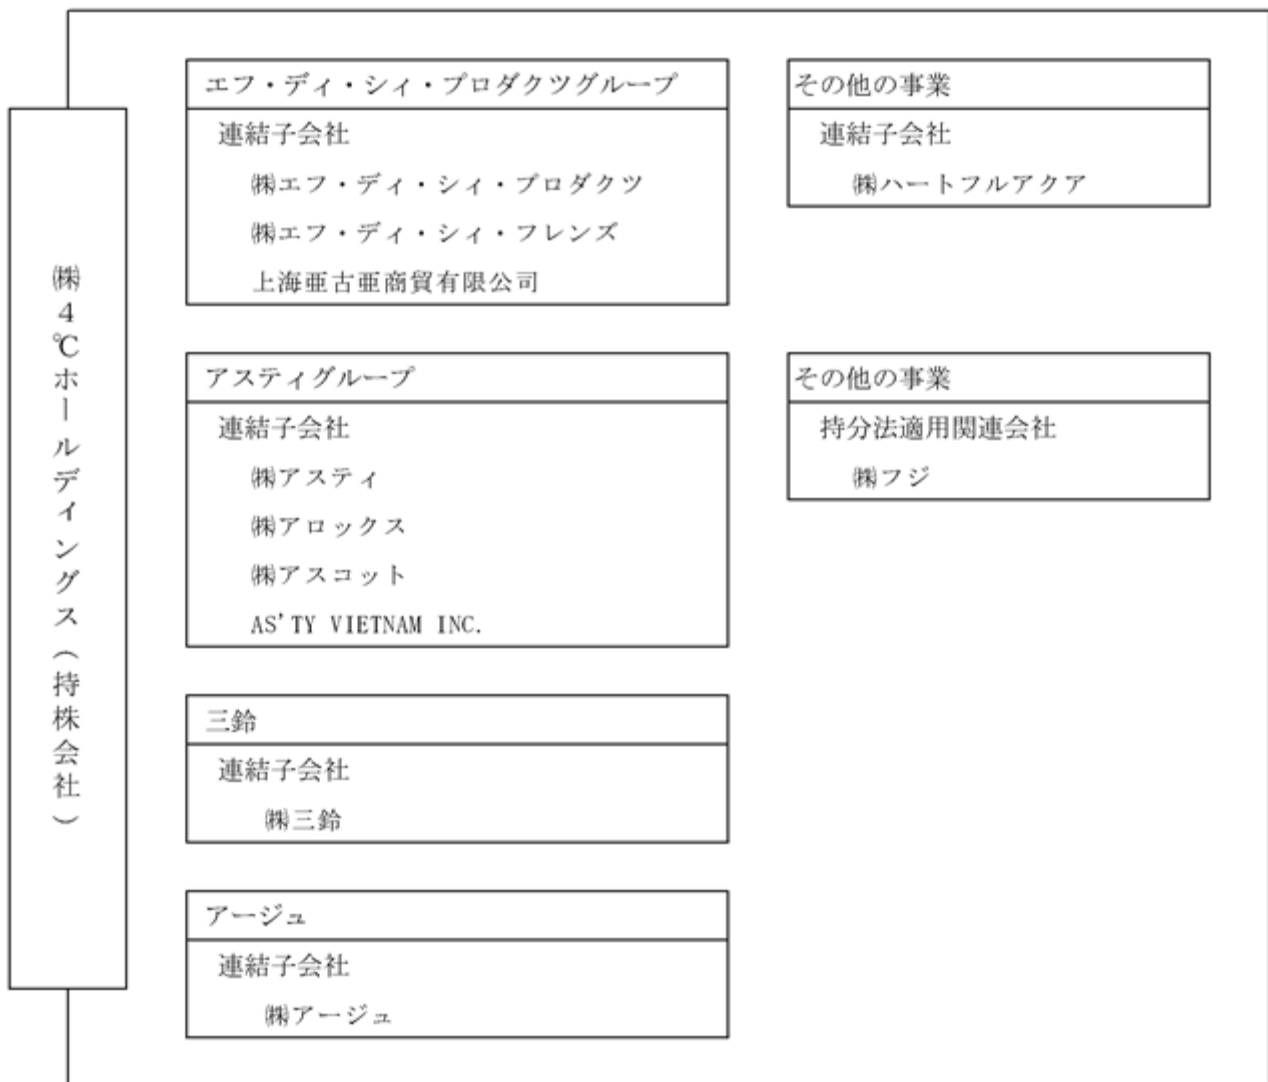 ㈱４℃ホールディングス（持株会社）
エフ・ディ・シィ・プロダクツグループ
連結子会社
㈱エフ・ディ・シィ・プロダクツ
㈱エフ・ディ・シィ・フレンズ
上海亜古亜商貿有限公司
その他の事業
連結子会社
㈱ハートフルアクア
アスティグループ
連結子会社
㈱アスティ
㈱アロックス
㈱アスコット
AS'TY VIETNAM INC.
その他の事業
持分法適用関連会社
㈱フジ
三鈴
連結子会社
㈱三鈴
アージュ
連結子会社
㈱アージュ